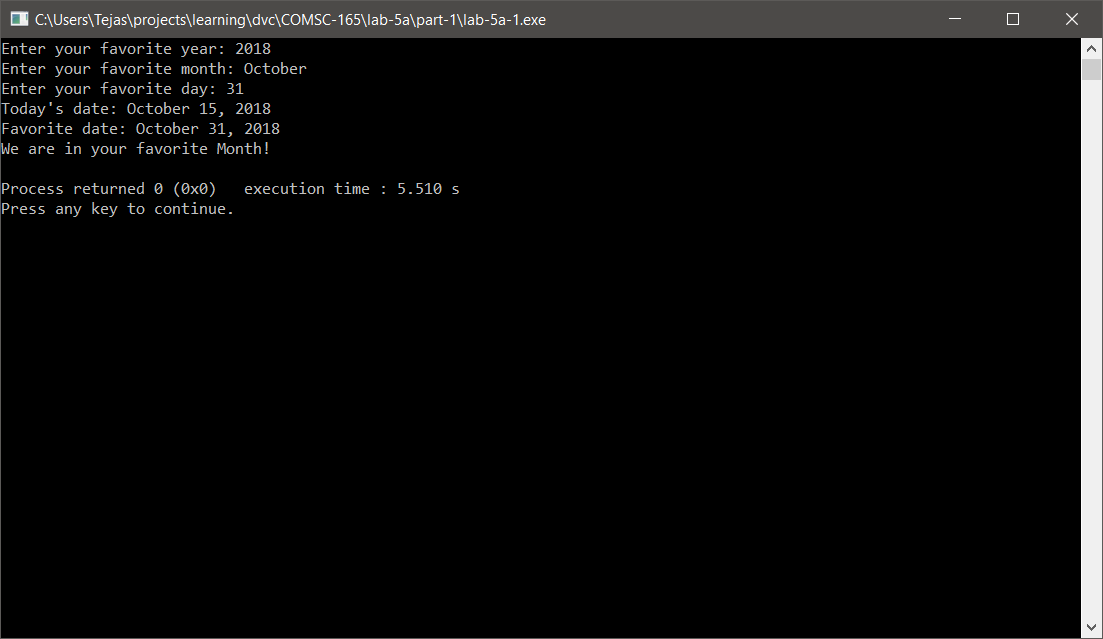 C:\Users\Tejas\projects\learning\dvc\COMSC-165\lab-5a\part-1\lab-5a-1.exe
Enter your favorite year: 2018
Enter your favorite month: October
Enter your favorite day: 31
Today's date: October 15, 2018
Favorite date: October 31, 2018
We are in your favorite Month!
Process returned 0 (0x0)   execution time : 5.510 s
Press any key to continue.